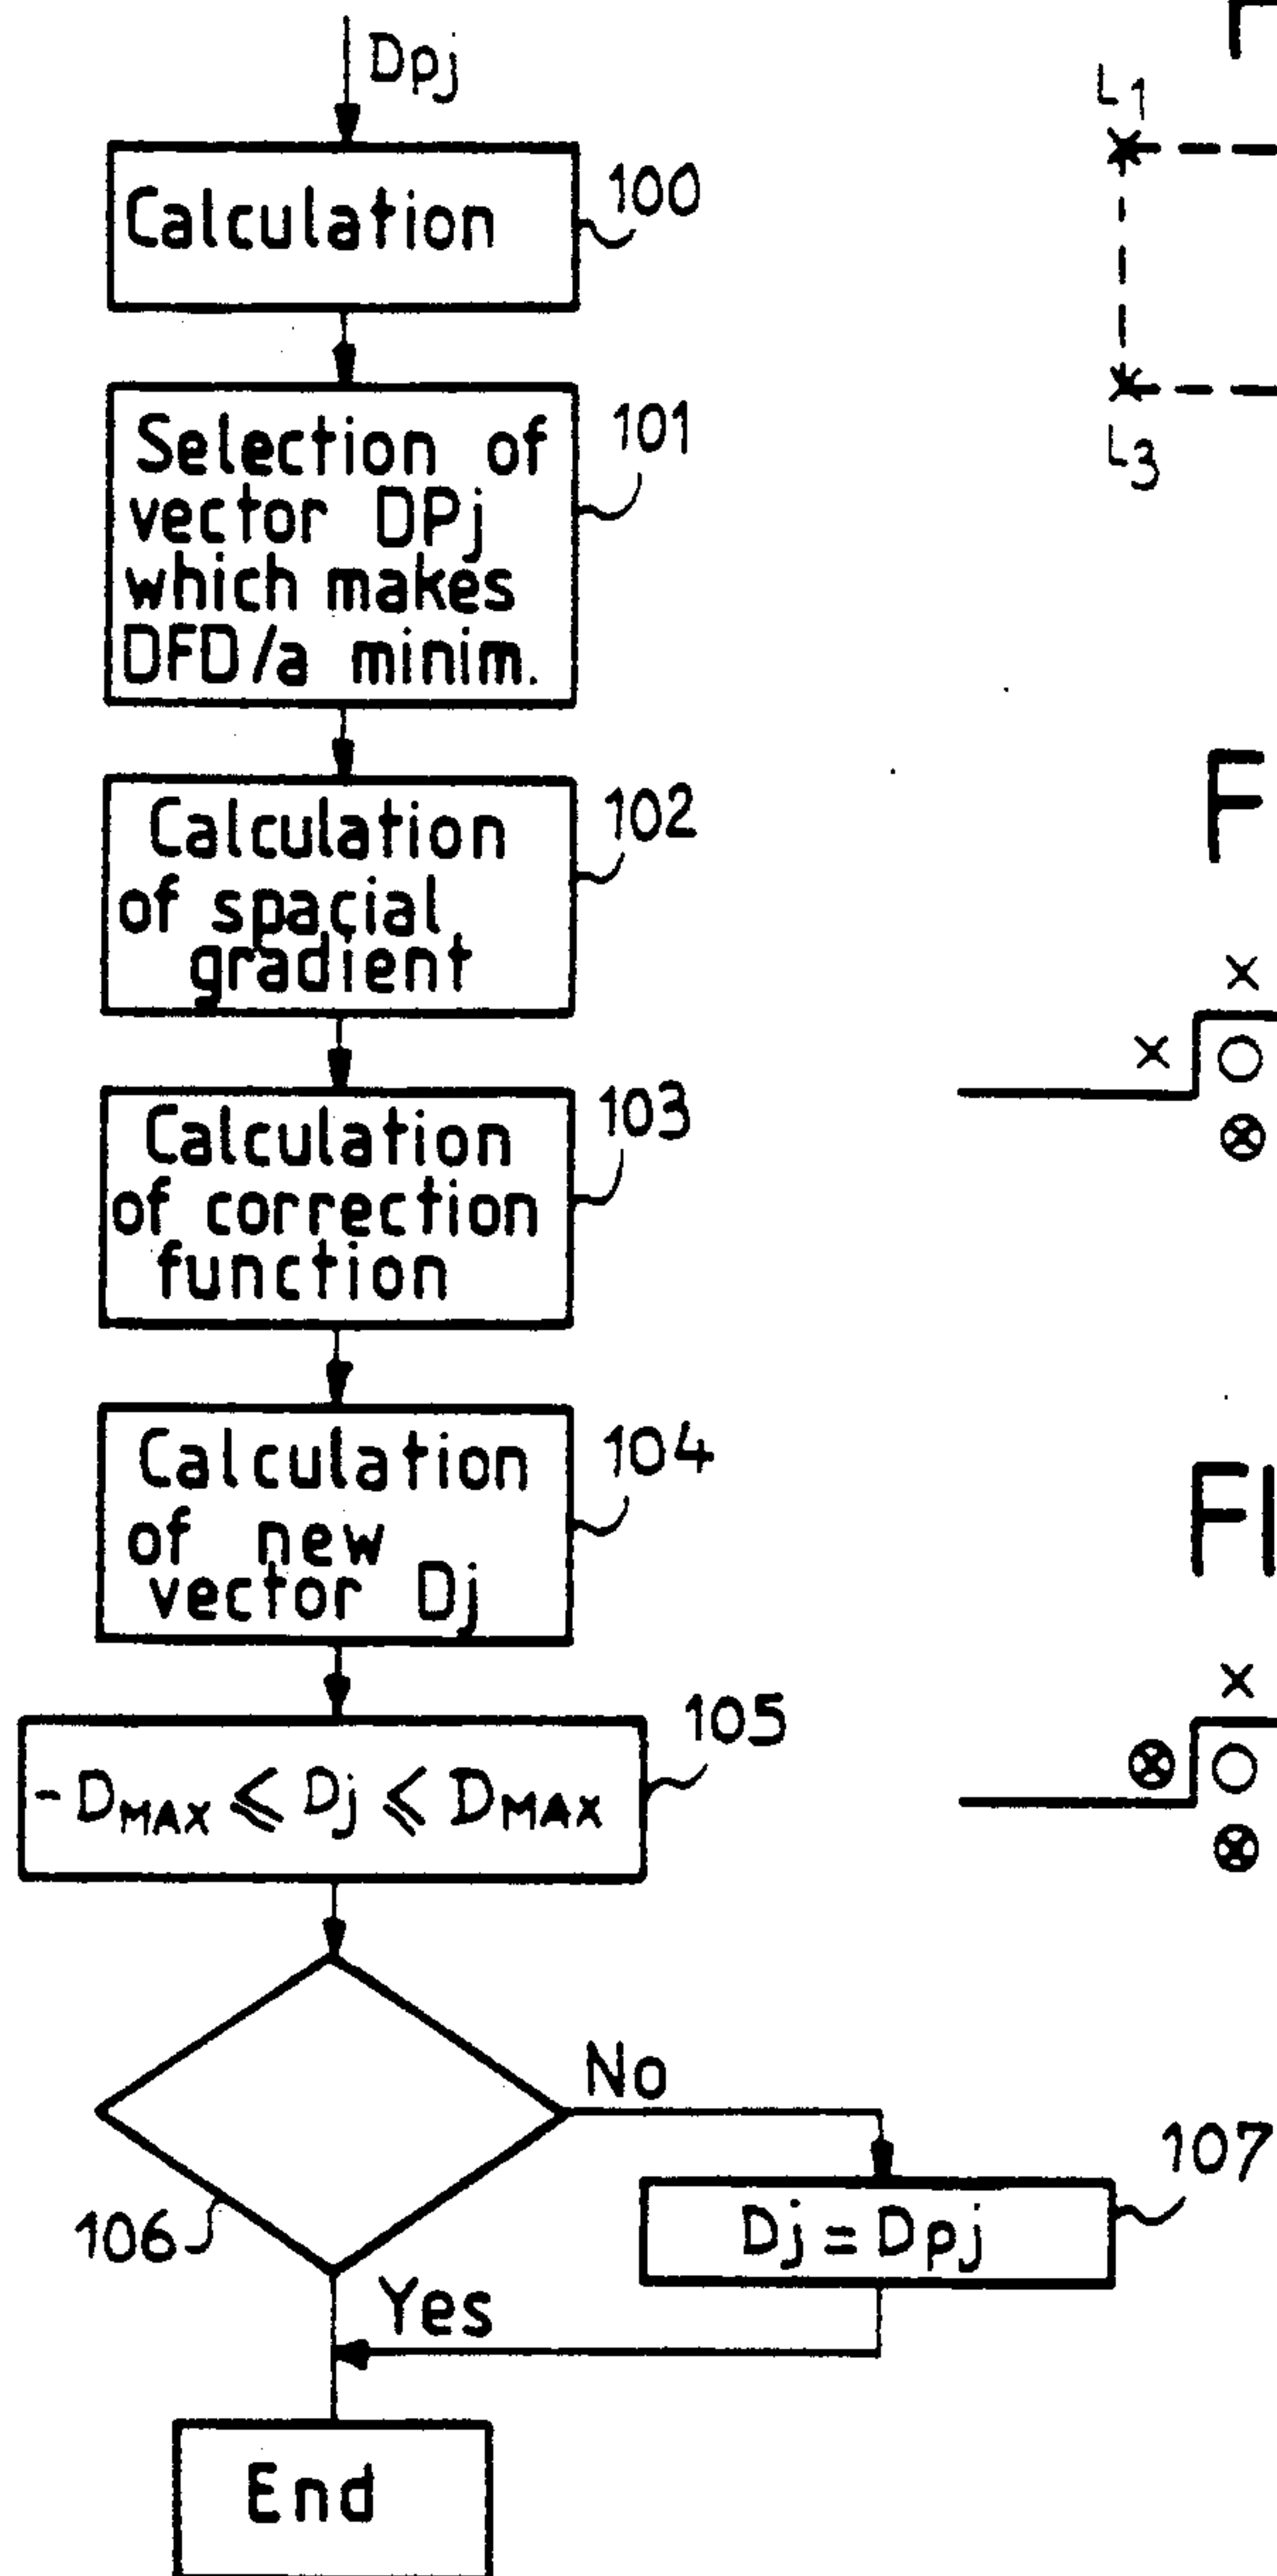 Dpj
Calculation
100
Selection of
vector DPj
which makes
DFD/a minim.
101
Calculation
of spacial
gradient
102
Calculation
of correction
function
103
Calculation
of new
vector Dj
104
-DMAX ≤ Dj ≤ DMAX
105
106
No
Dj = Dpj
107
Yes
End
L1
L3
F
FI